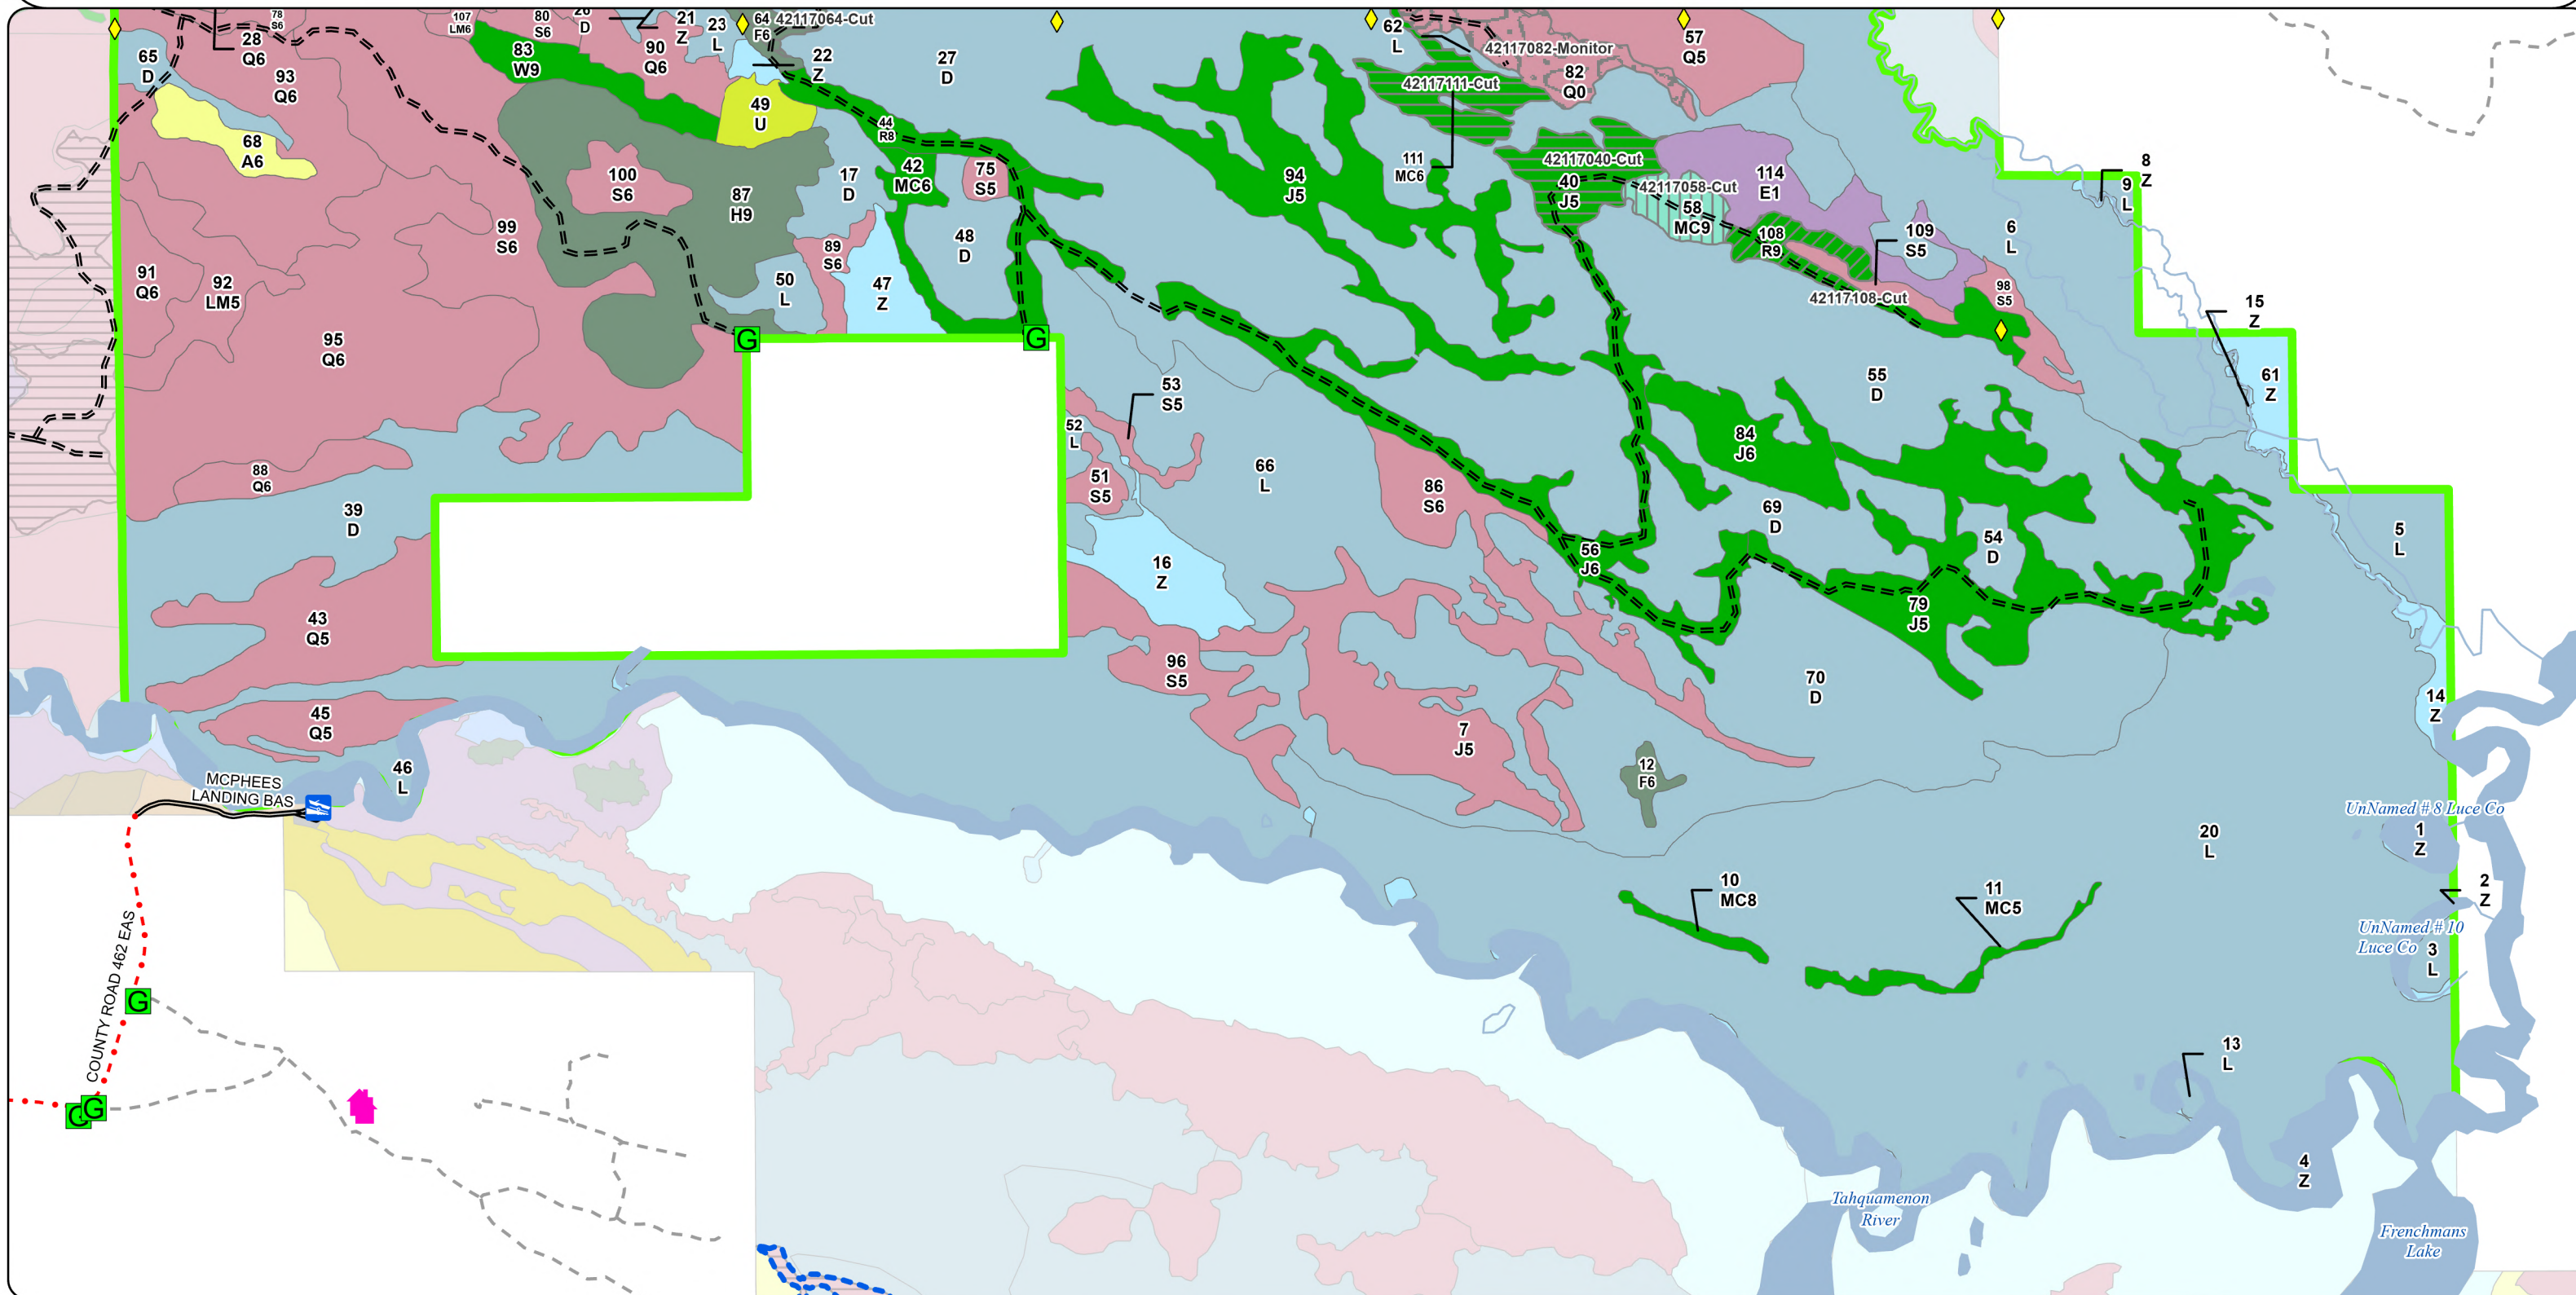 107
LM6
80
S6
26
D
21
Z
23
L
64
F6
42117064-Cut
62
L
42117082-Monitor
57
Q5
78
S6
28
Q6
65
D
93
Q6
83
W9
90
Q6
22
Z
27
D
42117111-Cut
82
Q0
68
A6
49
U
44
R8
42
MC6
75
S5
111
MC6
42117040-Cut
40
J5
42117058-Cut
58
MC9
114
E1
8
Z
9
L
100
S6
87
H9
17
D
94
J5
99
S6
89
S6
48
D
108
R9
109
S5
6
L
91
Q6
92
LM5
50
L
47
Z
42117108-Cut
98
S5
15
Z
95
Q6
G
G
53
S5
55
D
61
Z
52
L
51
S5
66
L
84
J6
88
Q6
39
D
86
S6
69
D
54
D
5
L
16
Z
56
J6
79
J5
43
Q5
96
S5
70
D
14
Z
45
Q5
7
J5
46
L
12
F6
MCPHEES
LANDING BAS
UnNamed # 8 Luce Co
1
Z
20
L
10
MC8
11
MC5
2
Z
UnNamed # 10
Luce Co
3
L
COUNTY ROAD 462 EAS
G
13
L
G
G
4
Z
Tahquamenon
River
Frenchmans
Lake